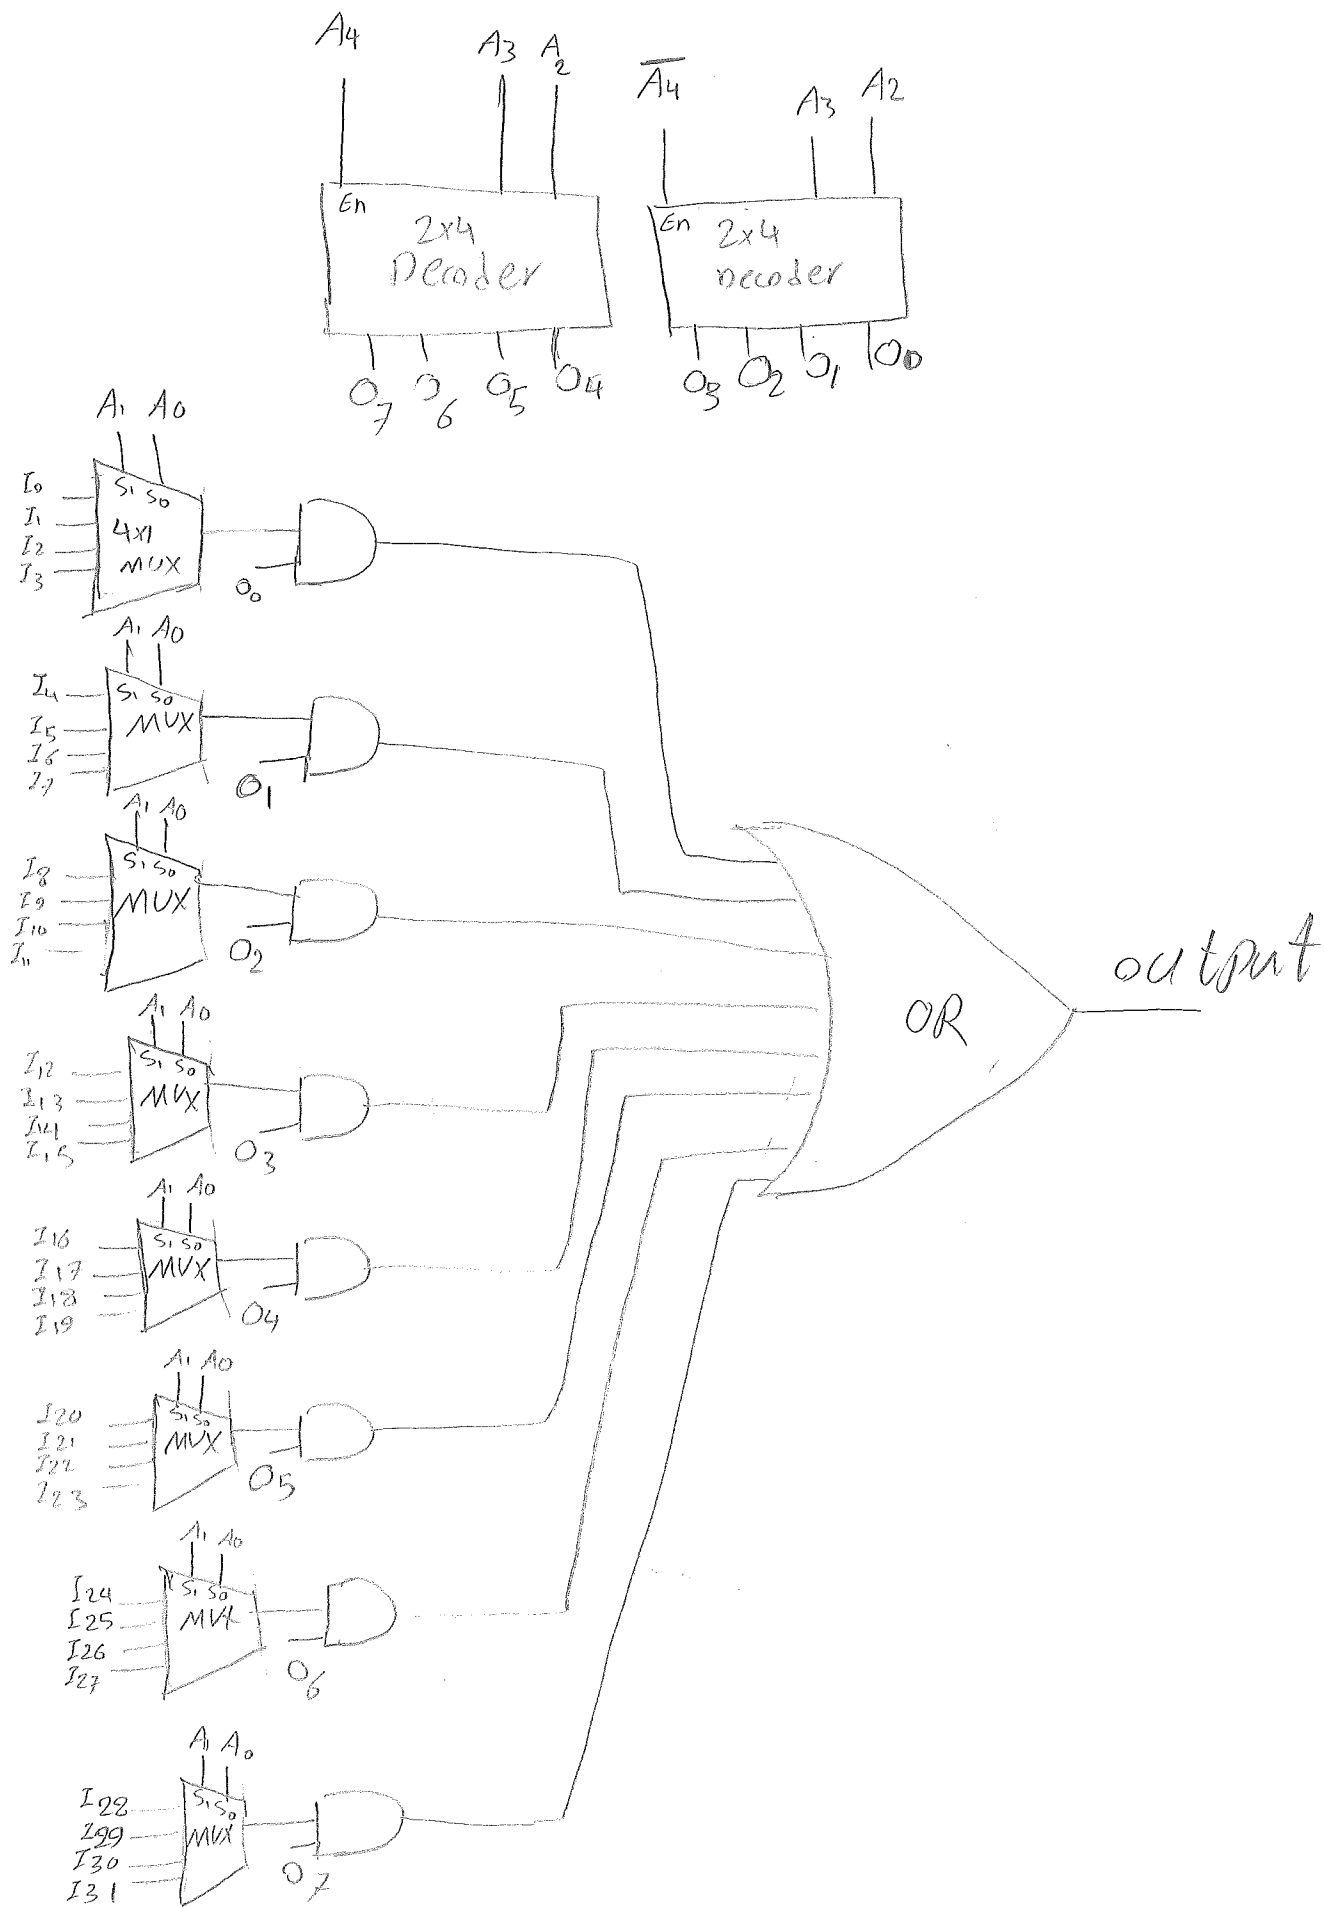 A4 A3 A2 A̅4̅ A3 A2
En 2x4 Decoder
En 2x4 Decoder
O7 O6 O5 O4 O3 O2 O1 O0
A1 A0
S1 S0
I0
I1
I2
I3
4x1
MUX
O0
A1 A0
S1 S0
MUX
I4
I5
I6
I7
O1
A1 A0
S1 S0
MUX
I8
I9
I10
I11
O2
OR
output
A1 A0
S1 S0
MUX
I12
I13
I14
I15
O3
A1 A0
S1 S0
MUX
I16
I17
I18
I19
O4
A1 A0
S1 S0
MUX
I20
I21
I22
I23
O5
A1 A0
S1 S0
MUX
I24
I25
I26
I27
O6
A1 A0
S1 S0
MUX
I28
I29
I30
I31
O7